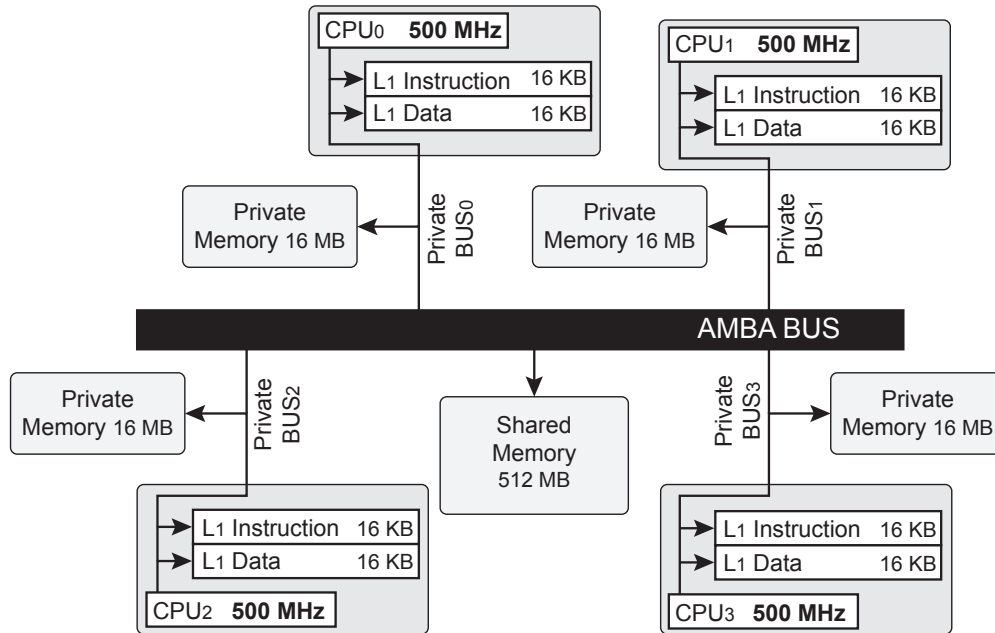 CPU0 500 MHz
L1 Instruction 16 KB
L1 Data 16 KB
CPU1 500 MHz
L1 Instruction 16 KB
L1 Data 16 KB
Private
Memory 16 MB
Private
BUS0
Private
Memory 16 MB
Private
BUS1
AMBA BUS
Private
Memory 16 MB
Private
BUS2
Shared
Memory
512 MB
Private
BUS3
Private
Memory 16 MB
L1 Instruction 16 KB
L1 Data 16 KB
CPU2 500 MHz
L1 Instruction 16 KB
L1 Data 16 KB
CPU3 500 MHz